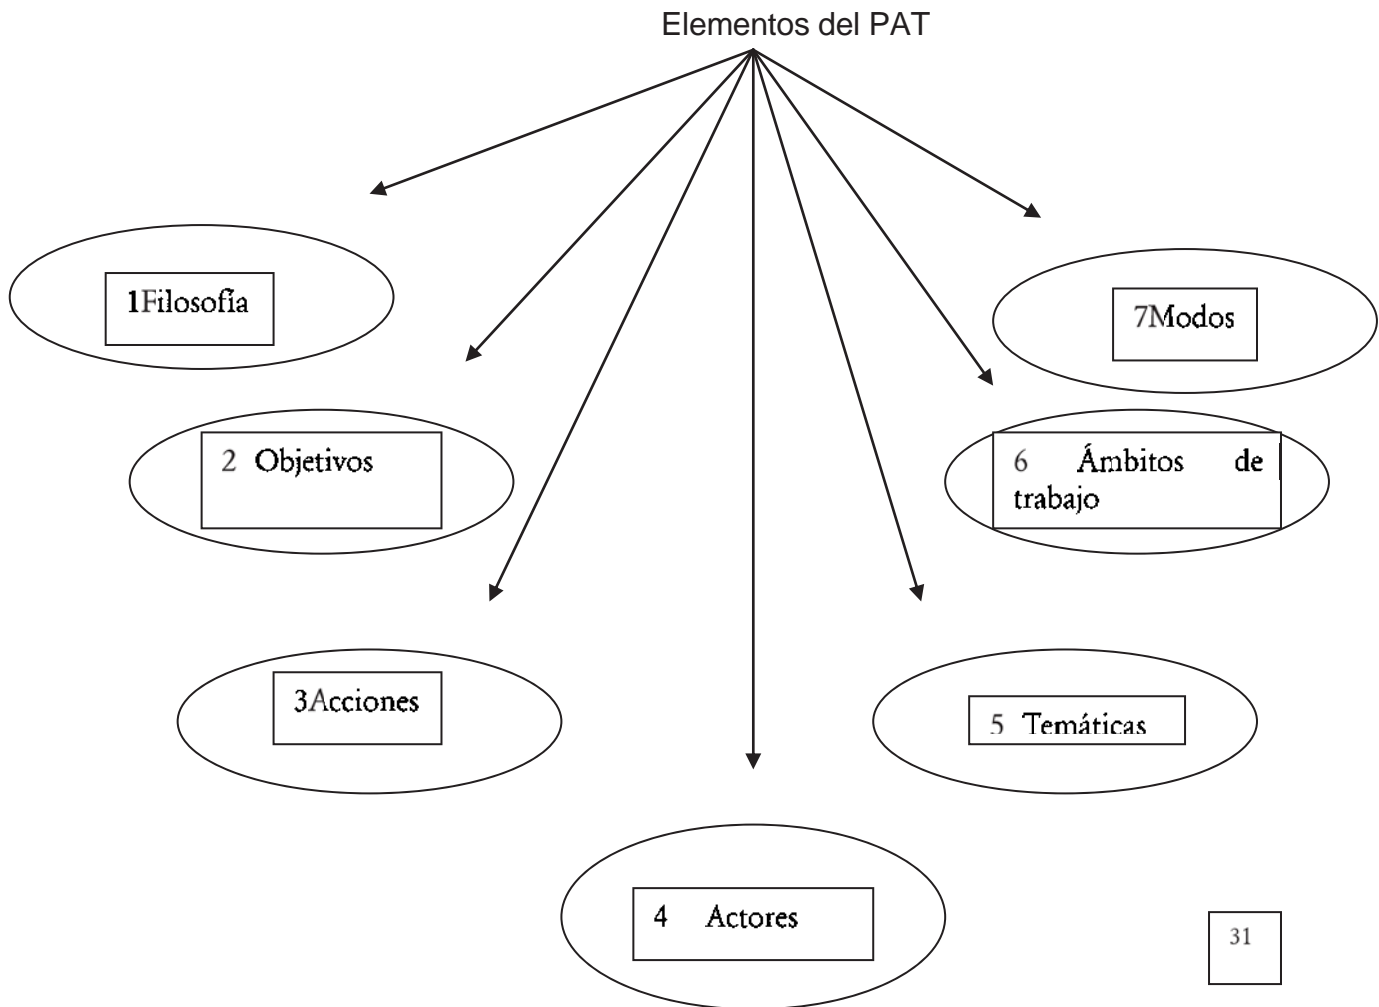 Elementos del PAT
1Filosofía
2 Objetivos
3Acciones
4 Actores
5 Temáticas
6 Ámbitos de
trabajo
7Modos
31